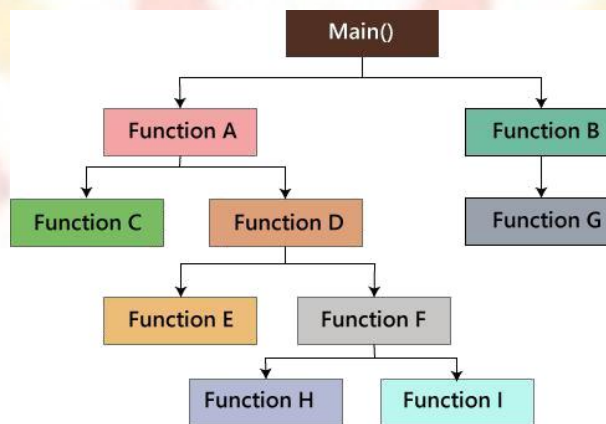 Main()
Function A
Function B
Function C
Function D
Function G
Function E
Function F
Function H
Function I